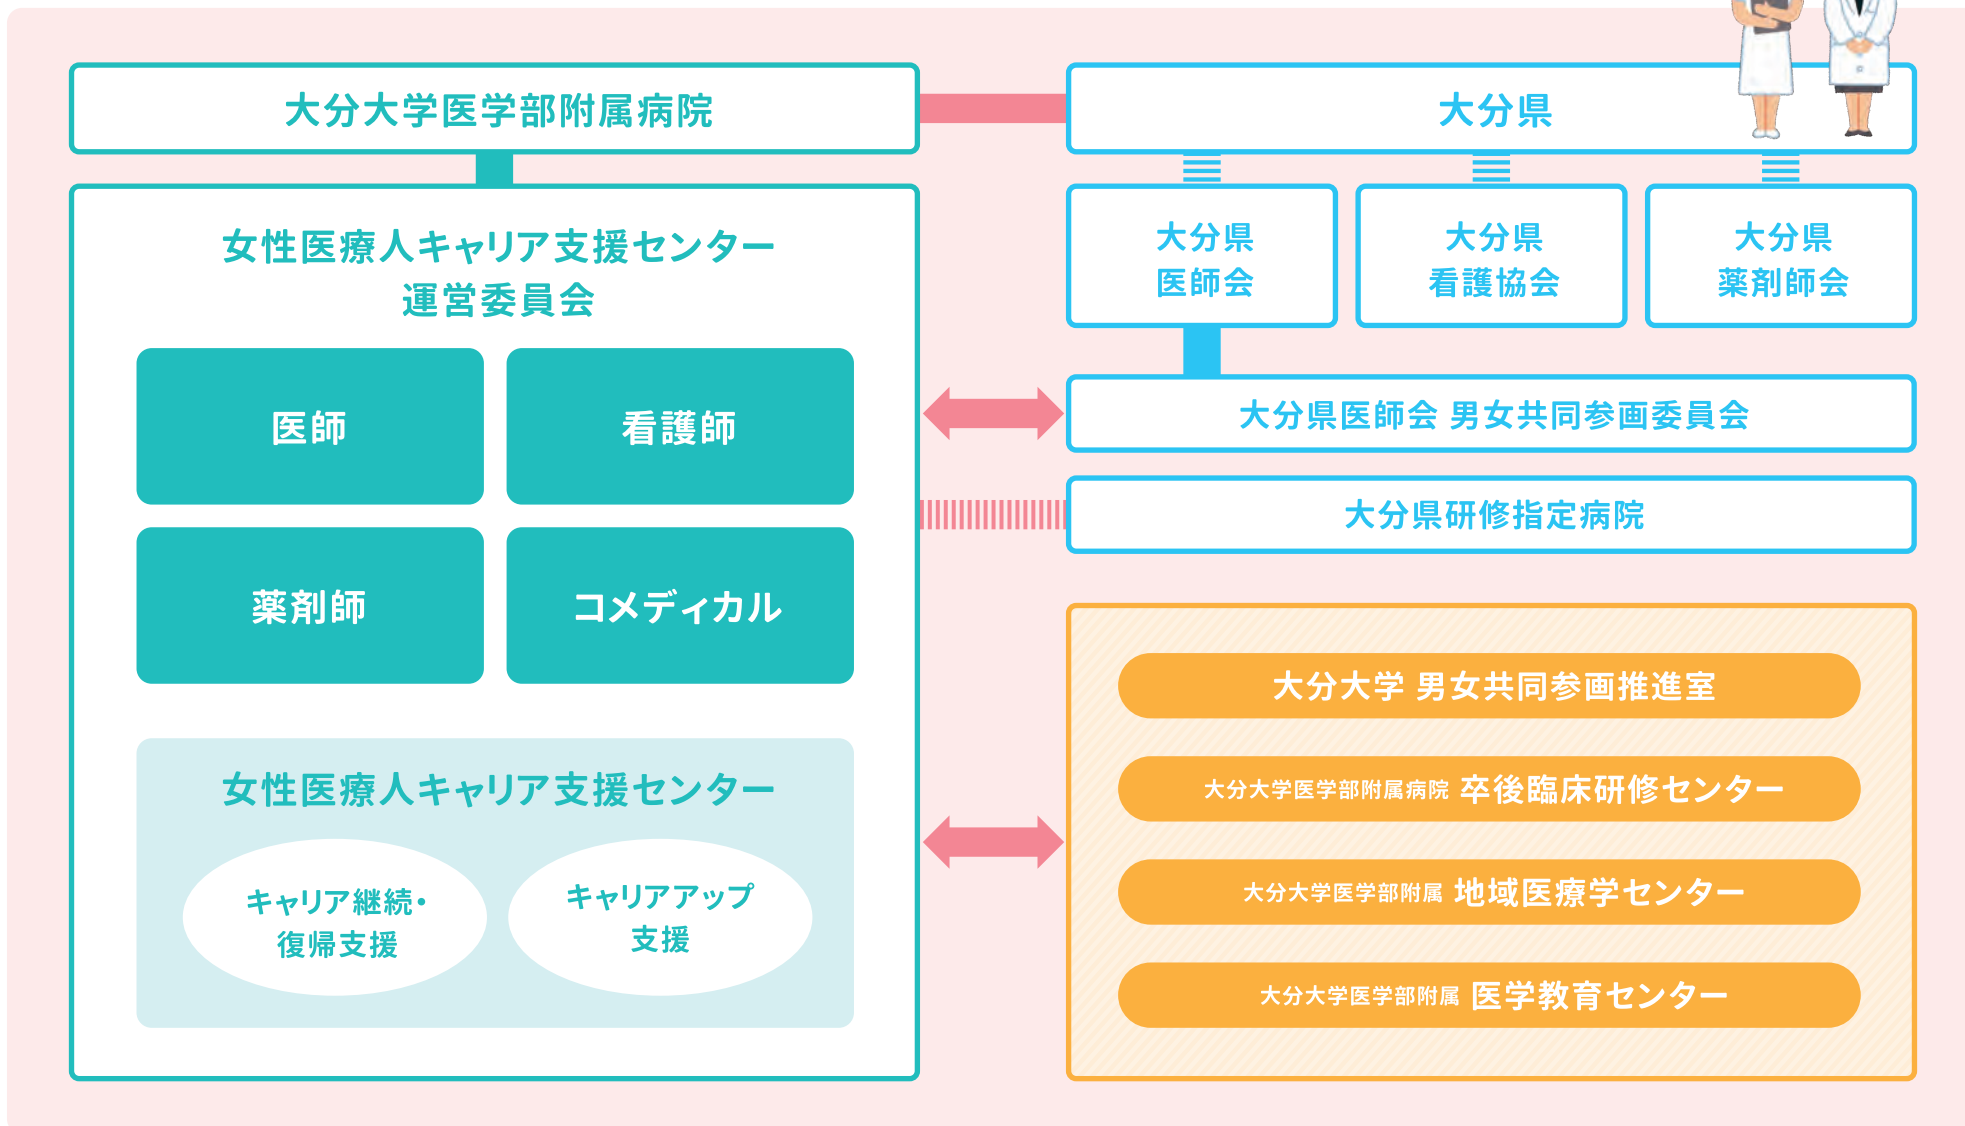 大分大学医学部附属病院
女性医療人キャリア支援センター
運営委員会
医師
看護師
薬剤師
コメディカル
女性医療人キャリア支援センター
キャリア継続・
復帰支援
キャリアアップ
支援
大分県
大分県
医師会
大分県
看護協会
大分県
薬剤師会
大分県医師会 男女共同参画委員会
大分県研修指定病院
大分大学 男女共同参画推進室
大分大学医学部附属病院 卒後臨床研修センター
大分大学医学部附属 地域医療学センター
大分大学医学部附属 医学教育センター